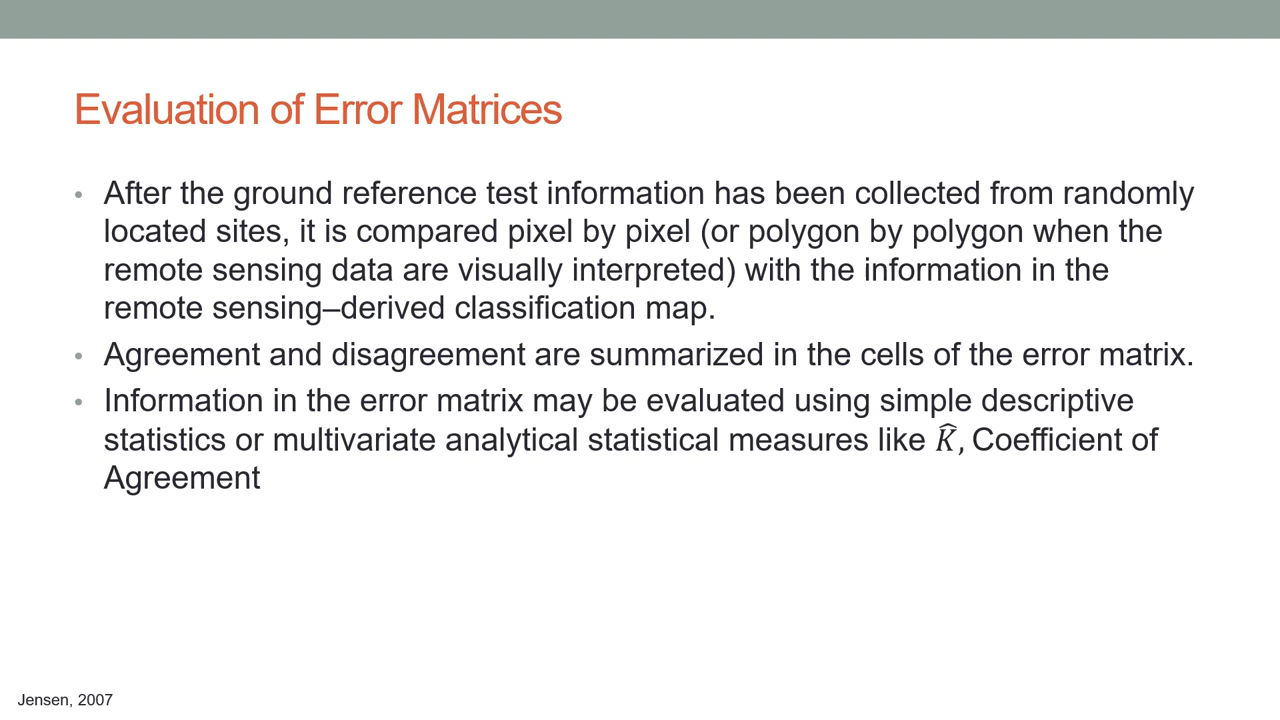 Evaluation of Error Matrices
• After the ground reference test information has been collected from randomly
located sites, it is compared pixel by pixel (or polygon by polygon when the
remote sensing data are visually interpreted) with the information in the
remote sensing–derived classification map.
• Agreement and disagreement are summarized in the cells of the error matrix.
• Information in the error matrix may be evaluated using simple descriptive
statistics or multivariate analytical statistical measures like K̂, Coefficient of
Agreement
Jensen, 2007